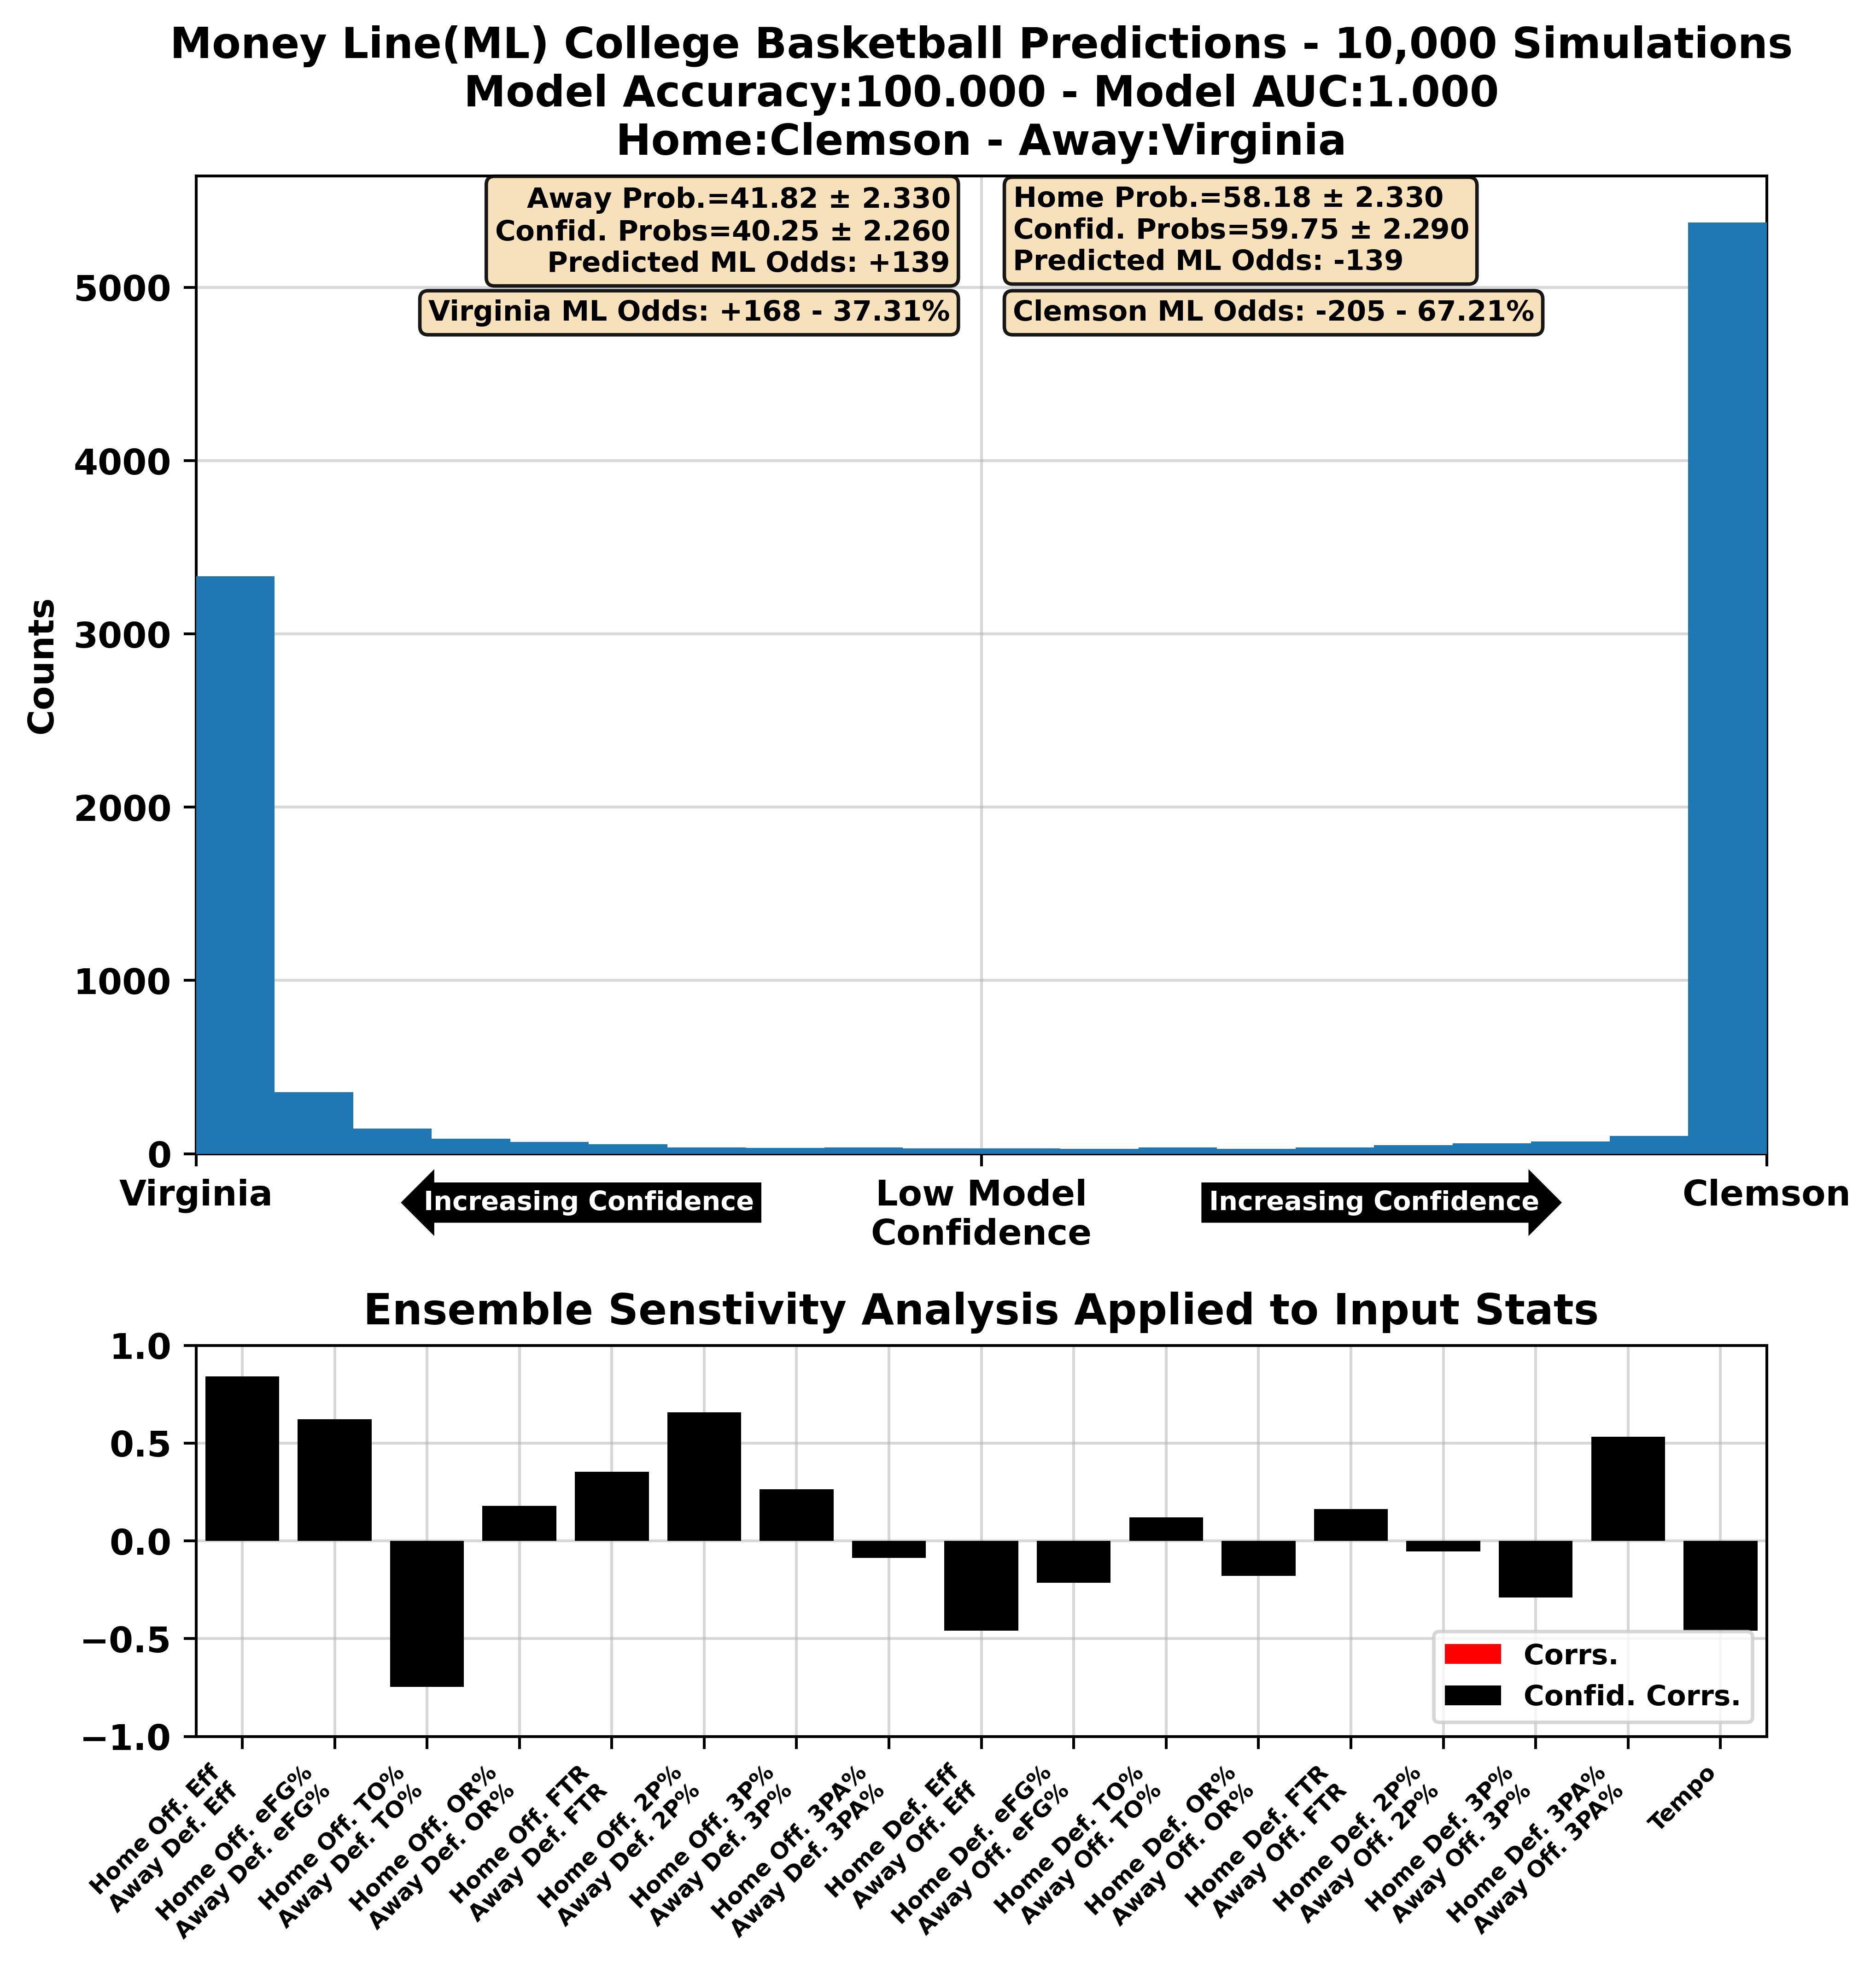 Money Line(ML) College Basketball Predictions - 10,000 Simulations
Model Accuracy:100.000 - Model AUC:1.000
Home:Clemson - Away:Virginia
Away Prob.=41.82 ± 2.330
Confid. Probs=40.25 ± 2.260
Predicted ML Odds: +139
Home Prob.=58.18 ± 2.330
Confid. Probs=59.75 ± 2.290
Predicted ML Odds: -139
Virginia ML Odds: +168 - 37.31%
Clemson ML Odds: -205 - 67.21%
5000
4000
3000
2000
1000
0
Counts
Virginia
Increasing Confidence
Low Model
Confidence
Increasing Confidence
Clemson
Ensemble Senstivity Analysis Applied to Input Stats
1.0
0.5
0.0
−0.5
−1.0
Corrs.
Confid. Corrs.
Home Off. Eff
Away Def. Eff
Home Off. eFG%
Away Def. eFG%
Home Off. TO%
Away Def. TO%
Home Off. OR%
Away Def. OR%
Home Off. FTR
Away Def. FTR
Home Off. 2P%
Away Def. 2P%
Home Off. 3P%
Away Def. 3P%
Home Off. 3PA%
Away Def. 3PA%
Home Def. Eff
Away Off. Eff
Home Def. eFG%
Away Off. eFG%
Home Def. TO%
Away Off. TO%
Home Def. OR%
Away Off. OR%
Home Def. FTR
Away Off. FTR
Home Def. 2P%
Away Off. 2P%
Home Def. 3P%
Away Off. 3P%
Home Def. 3PA%
Away Off. 3PA%
Tempo